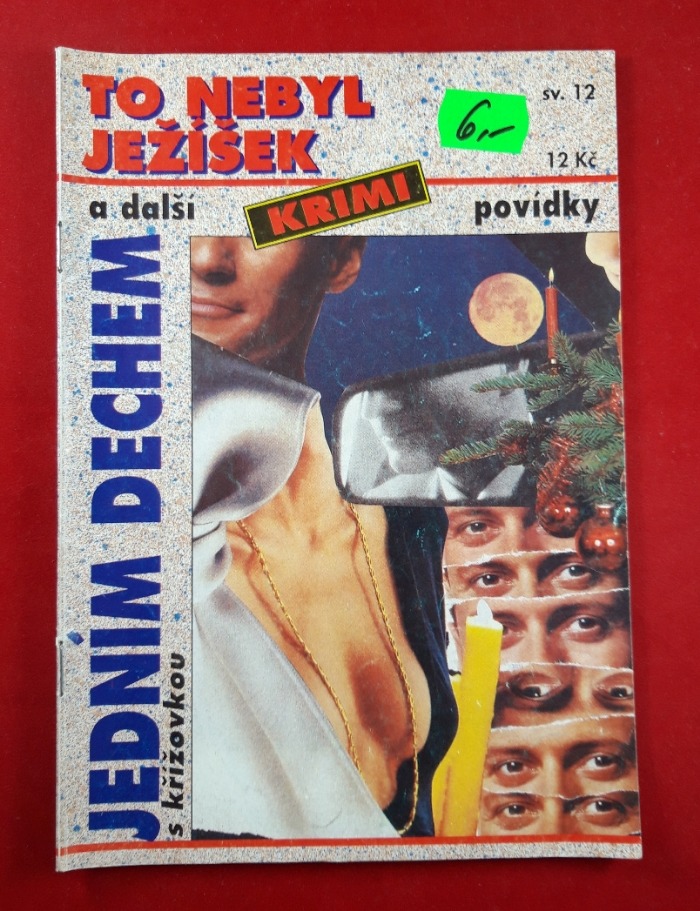 TO NEBYL
JEŽÍŠEK
6,–
sv. 12
12 Kč
a další
KRIMI
povídky
JEDNÍM DECHEM
s křížovkou